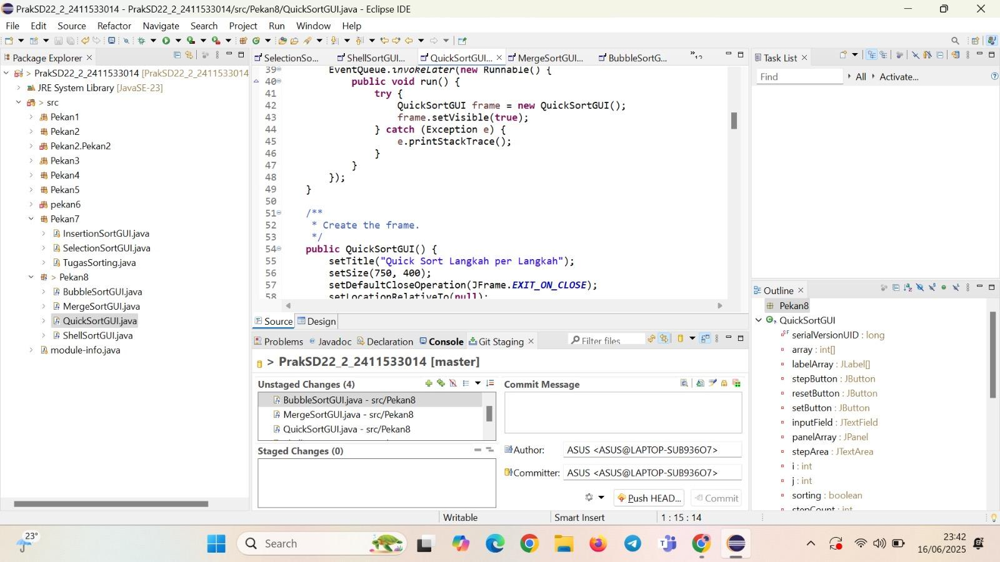 PrakSD22_2_2411533014 - PrakSD22_2_2411533014/src/Pekan8/QuickSortGUI.java - Eclipse IDE
File Edit Source Refactor Navigate Search Project Run Window Help
Package Explorer
> PrakSD22_2_2411533014 [PrakSD22_2_2411533014
JRE System Library [JavaSE-23]
> src
Pekan1
Pekan2
Pekan2.Pekan2
Pekan3
Pekan4
Pekan5
pekan6
Pekan7
InsertionSortGUI.java
SelectionSortGUI.java
TugasSorting.java
> Pekan8
BubbleSortGUI.java
MergeSortGUI.java
QuickSortGUI.java
ShellSortGUI.java
module-info.java
SelectionSo... ShellSortGUI... QuickSortGUI... MergeSortGUI... BubbleSortG... »12
39 EventQueue.invokeLater(new Runnable() {
40 public void run() {
41 try {
42 QuickSortGUI frame = new QuickSortGUI();
43 frame.setVisible(true);
44 } catch (Exception e) {
45 e.printStackTrace();
46 }
47 }
48 });
49 }
50
51 /**
52 * Create the frame.
53 */
54 public QuickSortGUI() {
55 setTitle("Quick Sort Langkah per Langkah");
56 setSize(750, 400);
57 setDefaultCloseOperation(JFrame.EXIT_ON_CLOSE);
58 setLocationRelativeTo(null);
Source Design
Problems Javadoc Declaration Console Git Staging
Filter files
> PrakSD22_2_2411533014 [master]
Unstaged Changes (4)
BubbleSortGUI.java - src/Pekan8
MergeSortGUI.java - src/Pekan8
QuickSortGUI.java - src/Pekan8
Staged Changes (0)
Commit Message
Author: ASUS <ASUS@LAPTOP-SUB936O7>
Committer: ASUS <ASUS@LAPTOP-SUB936O7>
Push HEAD... Commit
Task List
Find All Activate...
Outline
Pekan8
QuickSortGUI
serialVersionUID : long
array : int[]
labelArray : JLabel[]
stepButton : JButton
resetButton : JButton
setButton : JButton
inputField : JTextField
panelArray : JPanel
stepArea : JTextArea
i : int
j : int
sorting : boolean
stepCount : int
Writable Smart Insert 1 : 15 : 14
23°
Search
23:42
16/06/2025